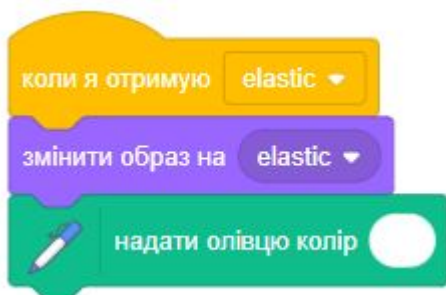 коли я отримую elastic
змінити образ на elastic
надати олівцю колір